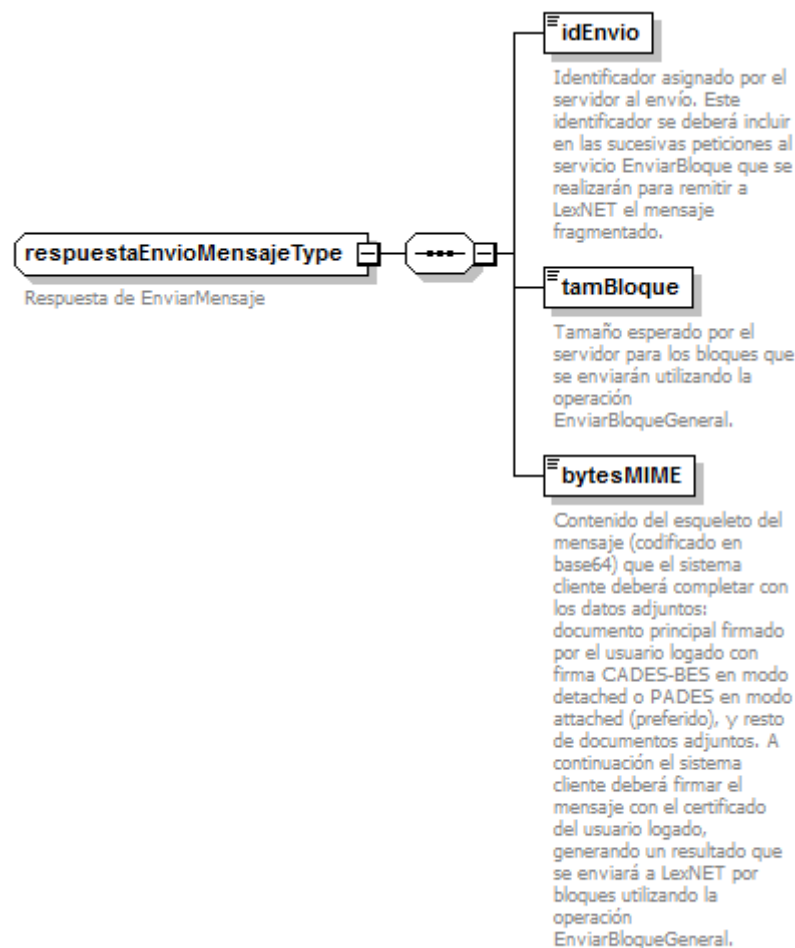 idEnvio
Identificador asignado por el
servidor al envío. Este
identificador se deberá incluir
en las sucesivas peticiones al
servicio EnviarBloque que se
realizarán para remitir a
LexNET el mensaje
fragmentado.
respuestaEnvioMensajeType
Respuesta de EnviarMensaje
tamBloque
Tamaño esperado por el
servidor para los bloques que
se enviarán utilizando la
operación
EnviarBloqueGeneral.
bytesMIME
Contenido del esqueleto del
mensaje (codificado en
base64) que el sistema
cliente deberá completar con
los datos adjuntos:
documento principal firmado
por el usuario logado con
firma CADES-BES en modo
detached o PADES en modo
attached (preferido), y resto
de documentos adjuntos. A
continuación el sistema
cliente deberá firmar el
mensaje con el certificado
del usuario logado,
generando un resultado que
se enviará a LexNET por
bloques utilizando la
operación
EnviarBloqueGeneral.